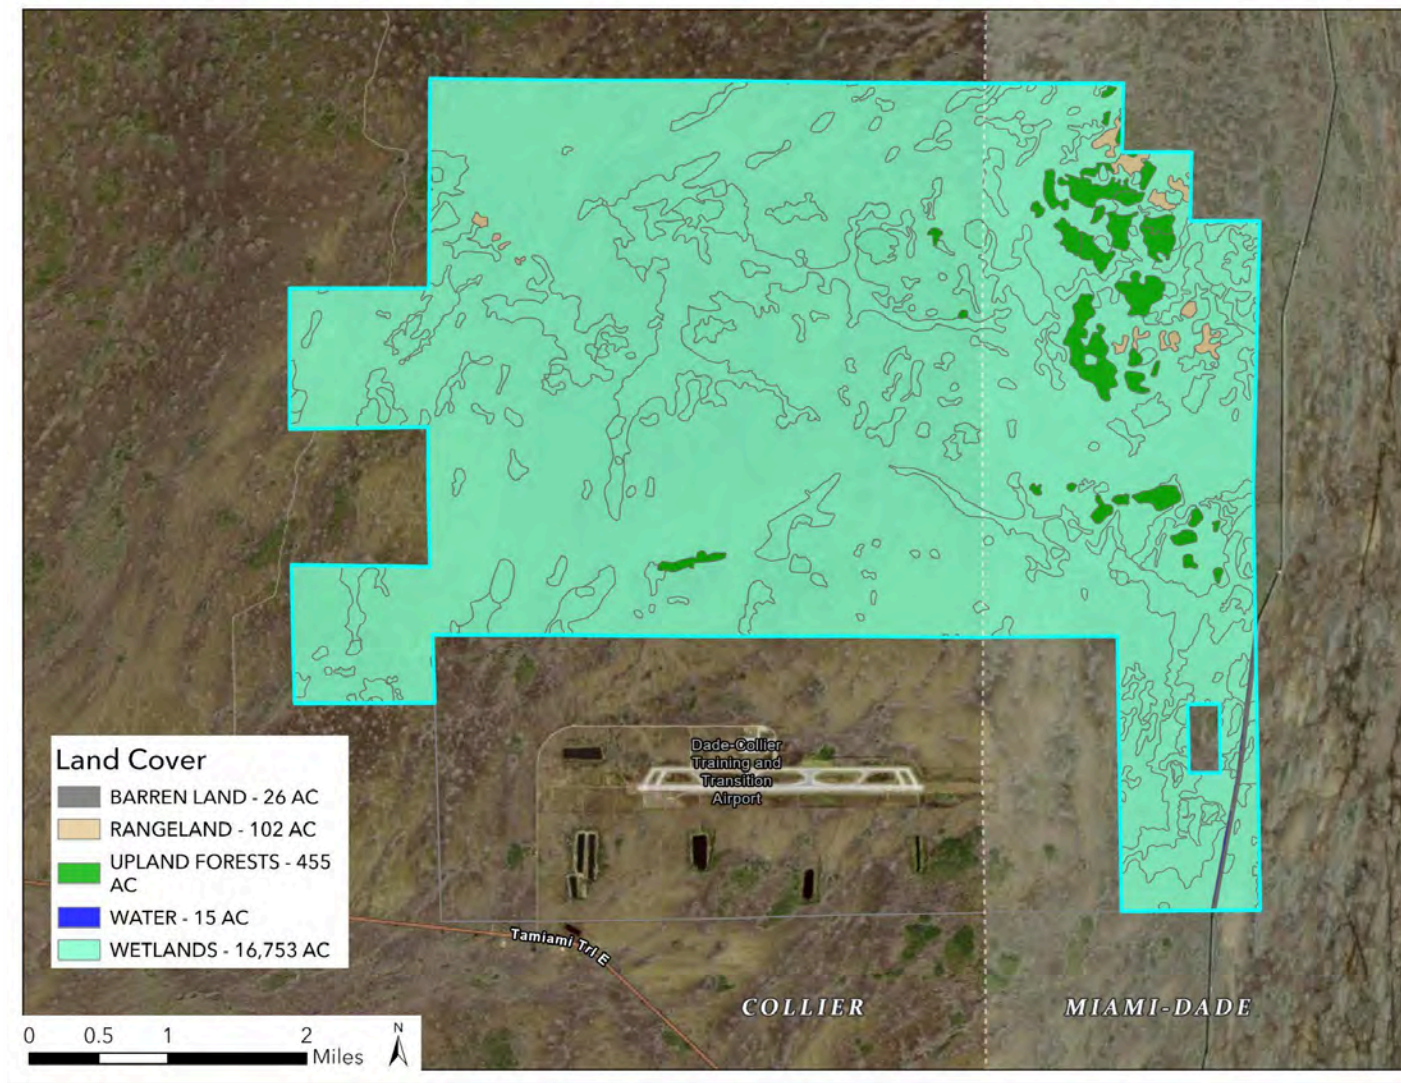 Dade-Collier
Training and
Transition
Airport
Land Cover
BARREN LAND - 26 AC
RANGELAND - 102 AC
UPLAND FORESTS - 455
AC
WATER - 15 AC
WETLANDS - 16,753 AC
Tamiami Trl E
COLLIER
MIAMI-DADE
0 0.5 1 2
Miles
N